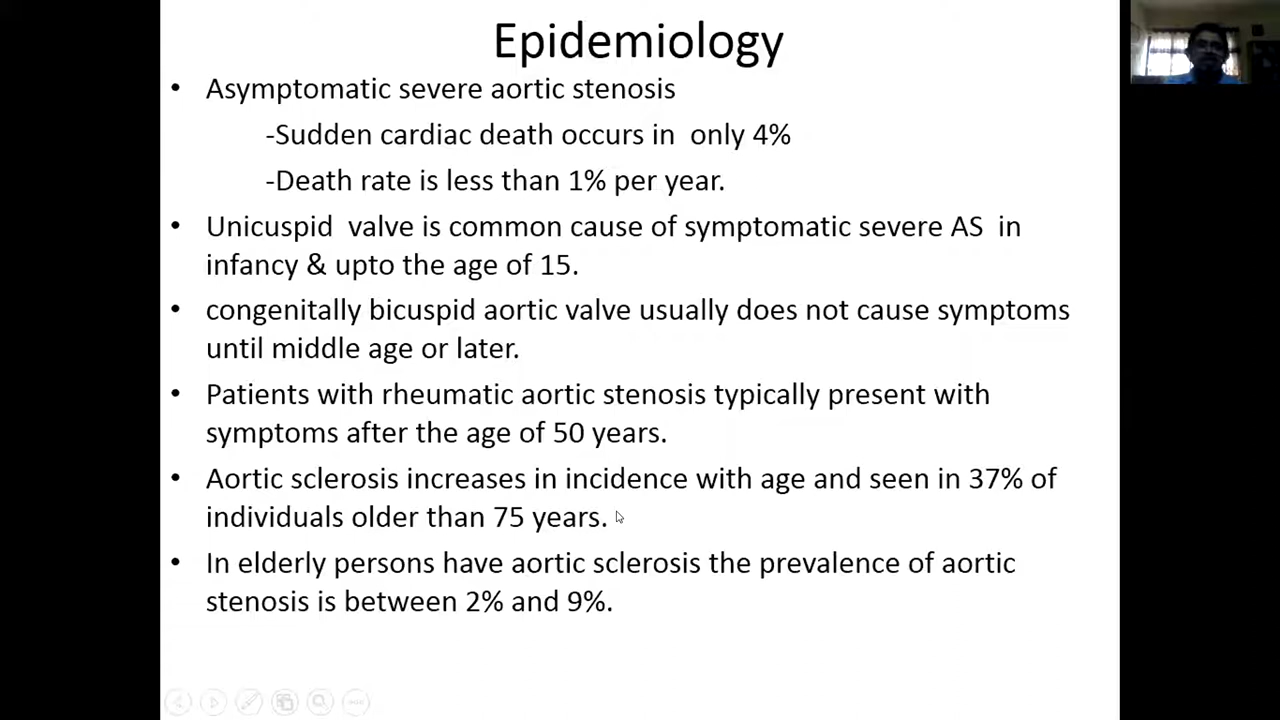 Epidemiology
• Asymptomatic severe aortic stenosis
-Sudden cardiac death occurs in only 4%
-Death rate is less than 1% per year.
• Unicuspid valve is common cause of symptomatic severe AS in
infancy & upto the age of 15.
• congenitally bicuspid aortic valve usually does not cause symptoms
until middle age or later.
• Patients with rheumatic aortic stenosis typically present with
symptoms after the age of 50 years.
• Aortic sclerosis increases in incidence with age and seen in 37% of
individuals older than 75 years.
• In elderly persons have aortic sclerosis the prevalence of aortic
stenosis is between 2% and 9%.